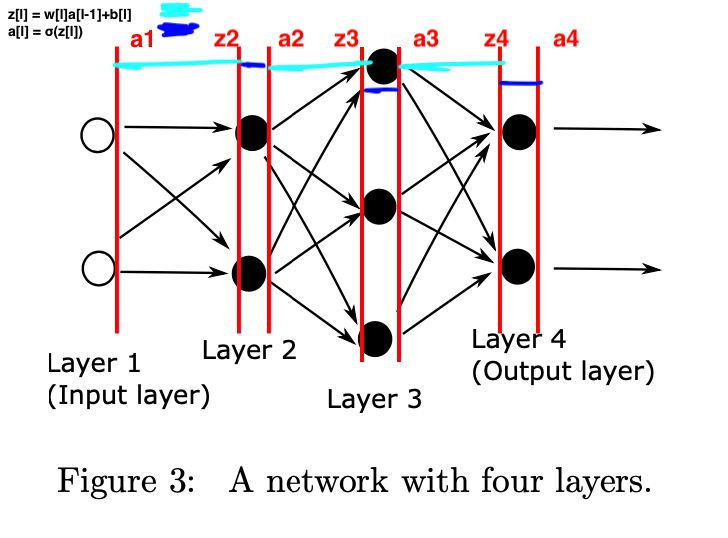 z[l] = w[l]a[l-1]+b[l]
a[l] = σ(z[l])
a1 z2 a2 z3 a3 z4 a4
Layer 1
(Input layer)
Layer 2
Layer 3
Layer 4
(Output layer)
Figure 3: A network with four layers.